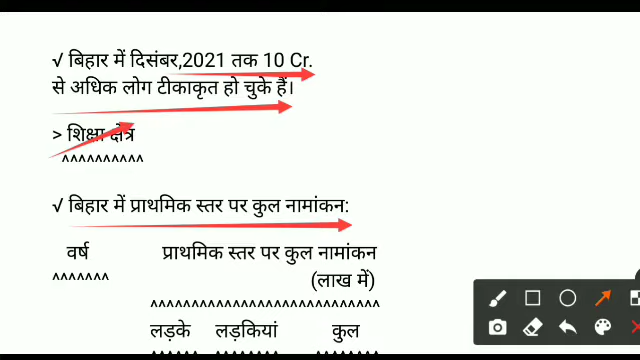 √ बिहार में दिसंबर,2021 तक 10 Cr.
से अधिक लोग टीकाकृत हो चुके हैं।
> शिक्षा क्षेत्र
^^^^^^^^^^
√ बिहार में प्राथमिक स्तर पर कुल नामांकन:
वर्ष प्राथमिक स्तर पर कुल नामांकन
^^^^^^^ (लाख में)
^^^^^^^^^^^^^^^^^^^^^^^^^^^^
लड़के लड़कियां कुल
^^^^^^ ^^^^^^^^ ^^^^^^^^